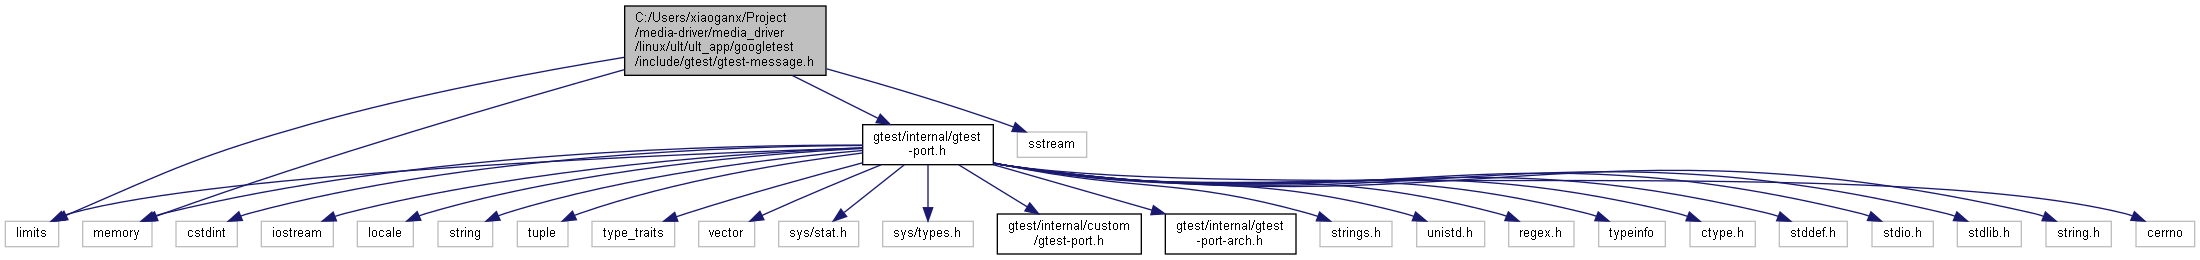 C:/Users/xiaoganx/Project
/media-driver/media_driver
/linux/ult/ult_app/googletest
/include/gtest/gtest-message.h
gtest/internal/gtest
-port.h
sstream
limits
memory
cstdint
iostream
locale
string
tuple
type_traits
vector
sys/stat.h
sys/types.h
gtest/internal/custom
/gtest-port.h
gtest/internal/gtest
-port-arch.h
strings.h
unistd.h
regex.h
typeinfo
ctype.h
stddef.h
stdio.h
stdlib.h
string.h
cerrno